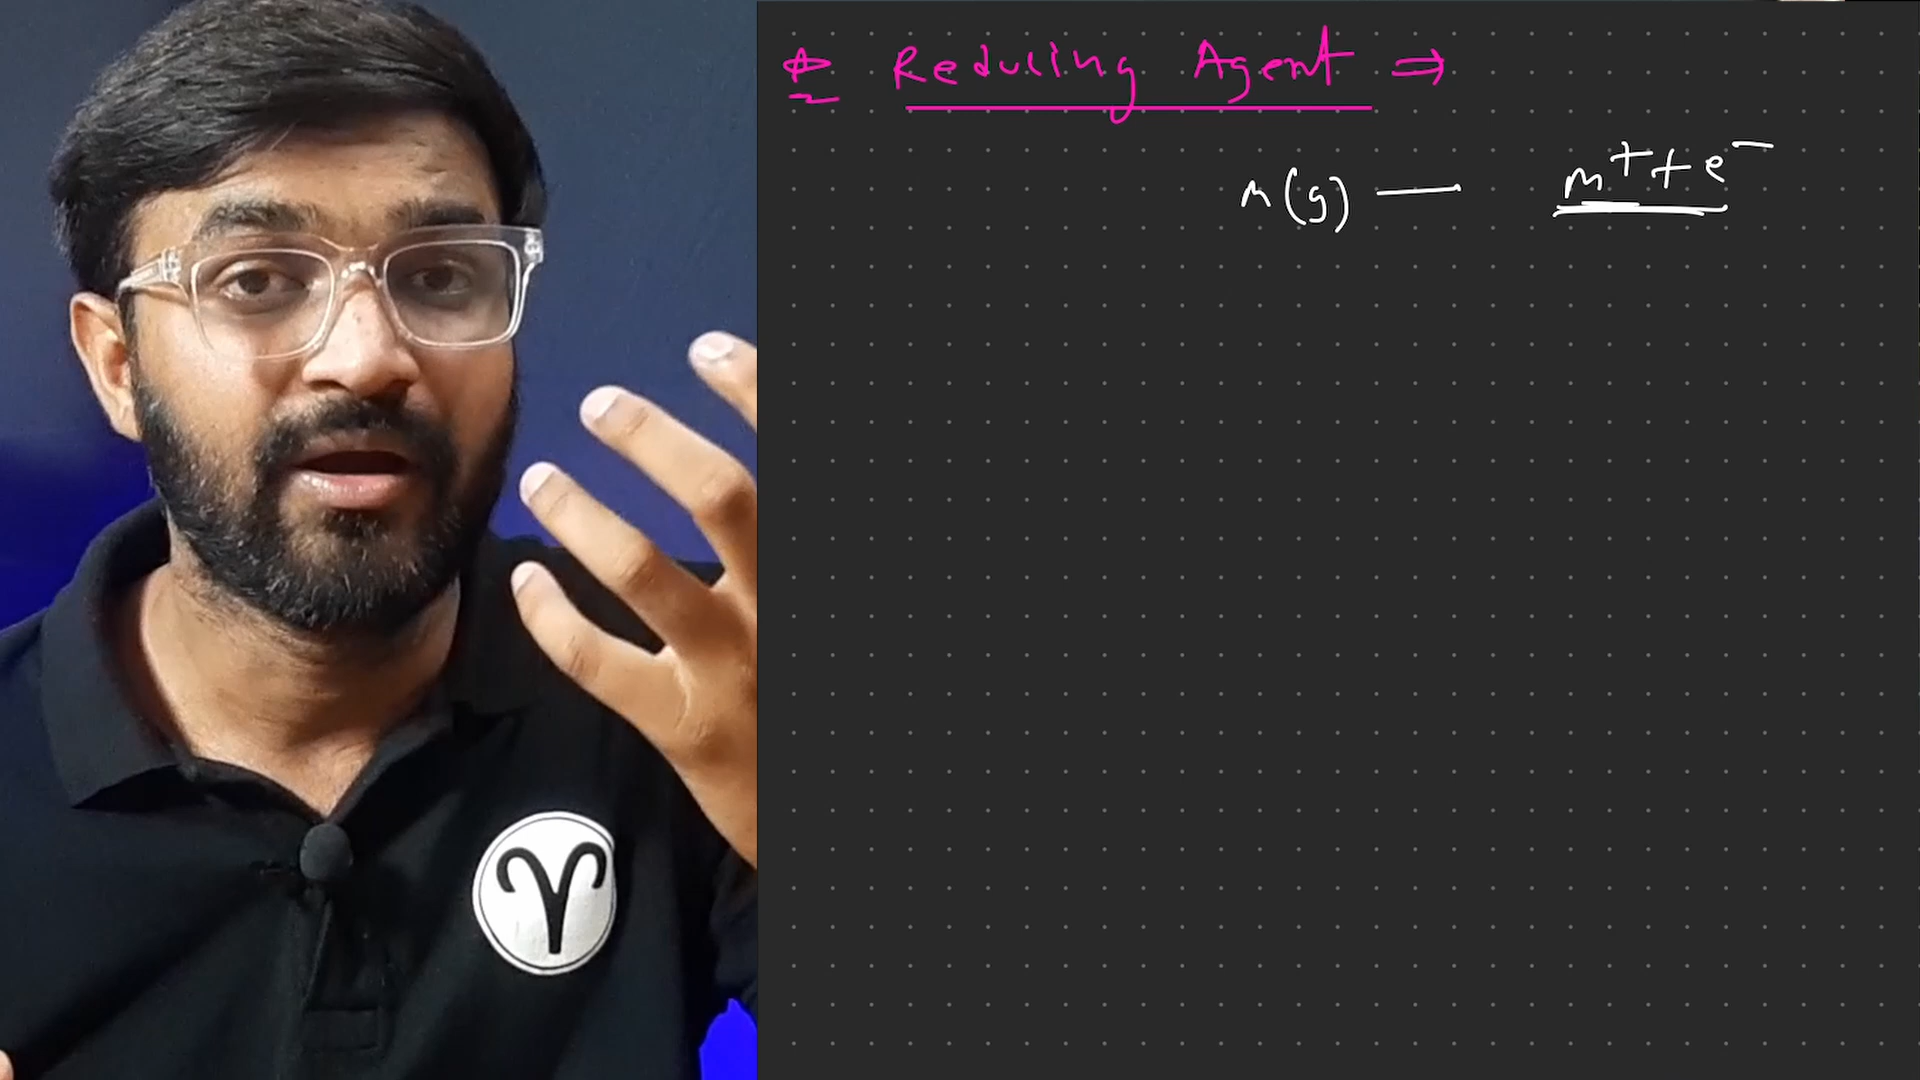 Reducing Agent ⇒
m(g) — m⁺ + e⁻